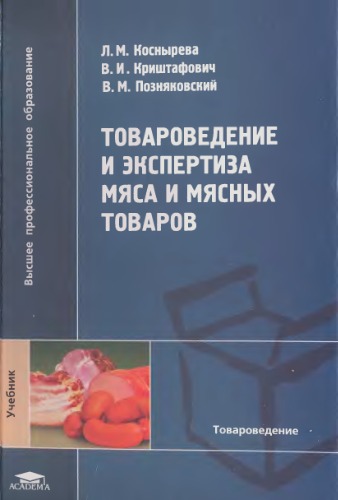 Л. М. Коснырева
В. И. Криштафович
В. М. Позняковский
ТОВАРОВЕДЕНИЕ
И ЭКСПЕРТИЗА
МЯСА И МЯСНЫХ
ТОВАРОВ
Высшее профессиональное образование
Учебник
Товароведение
ACADEMA